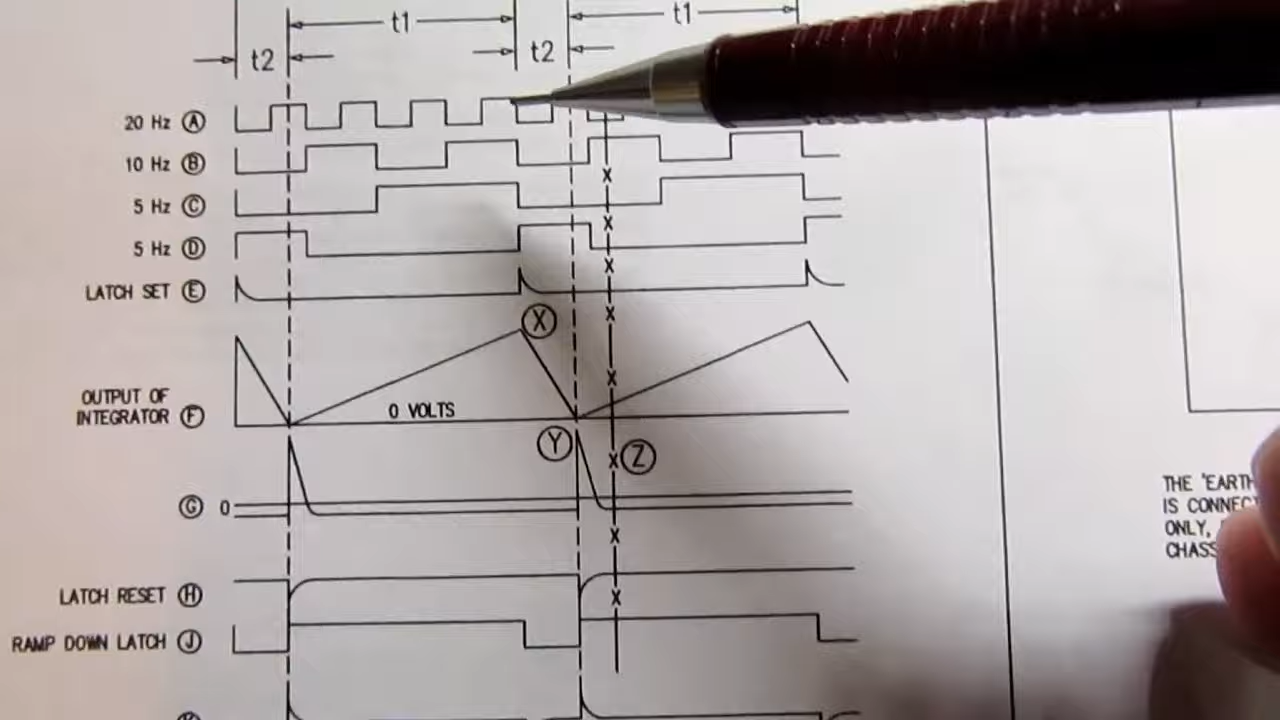 t1
t1
t2
t2
20 Hz A
10 Hz B
5 Hz C
5 Hz D
LATCH SET E
X
OUTPUT OF
INTEGRATOR F
0 VOLTS
Y
Z
G 0
LATCH RESET H
RAMP DOWN LATCH J
x
x
x
x
x
x
x
x
THE 'EARTH
IS CONNECT
ONLY,
CHASS